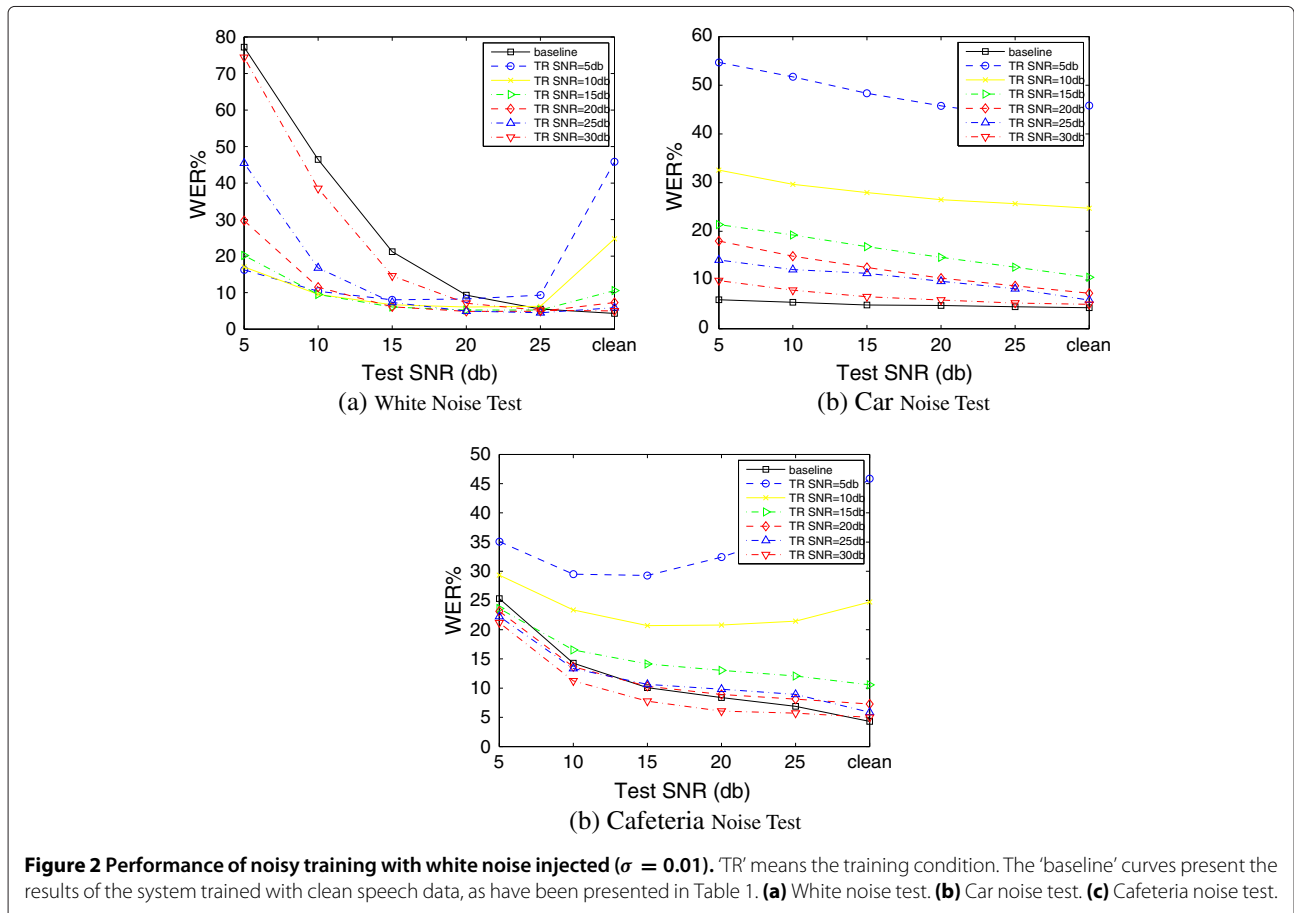 80
70
60
50
40
30
20
10
0
WER%
5 10 15 20 25 clean
Test SNR (db)
baseline
TR SNR=5db
TR SNR=10db
TR SNR=15db
TR SNR=20db
TR SNR=25db
TR SNR=30db
(a) White Noise Test
60
50
40
30
20
10
0
WER%
5 10 15 20 25 clean
Test SNR (db)
baseline
TR SNR=5db
TR SNR=10db
TR SNR=15db
TR SNR=20db
TR SNR=25db
TR SNR=30db
(b) Car Noise Test
50
45
40
35
30
25
20
15
10
5
0
WER%
5 10 15 20 25 clean
Test SNR (db)
baseline
TR SNR=5db
TR SNR=10db
TR SNR=15db
TR SNR=20db
TR SNR=25db
TR SNR=30db
(b) Cafeteria Noise Test
Figure 2 Performance of noisy training with white noise injected (σ = 0.01). 'TR' means the training condition. The 'baseline' curves present the
results of the system trained with clean speech data, as have been presented in Table 1. (a) White noise test. (b) Car noise test. (c) Cafeteria noise test.